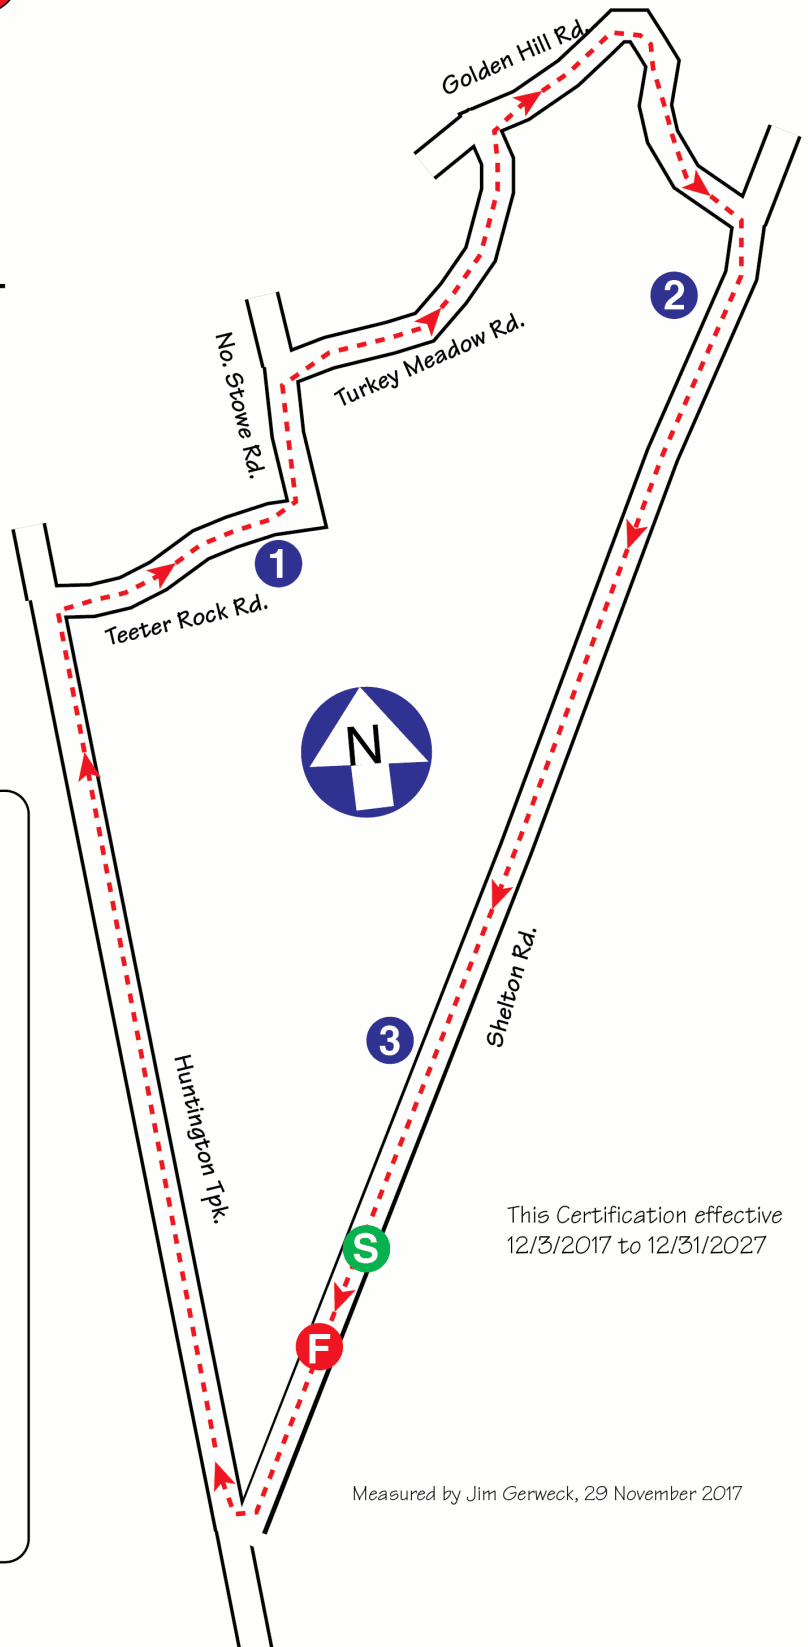 Golden Hill Rd.
2
No. Stowe Rd.
Turkey Meadow Rd.
1
Teeter Rock Rd.
N
Shelton Rd.
3
Huntington Tpk.
This Certification effective
12/3/2017 to 12/31/2027
S
F
Measured by Jim Gerweck, 29 November 2017